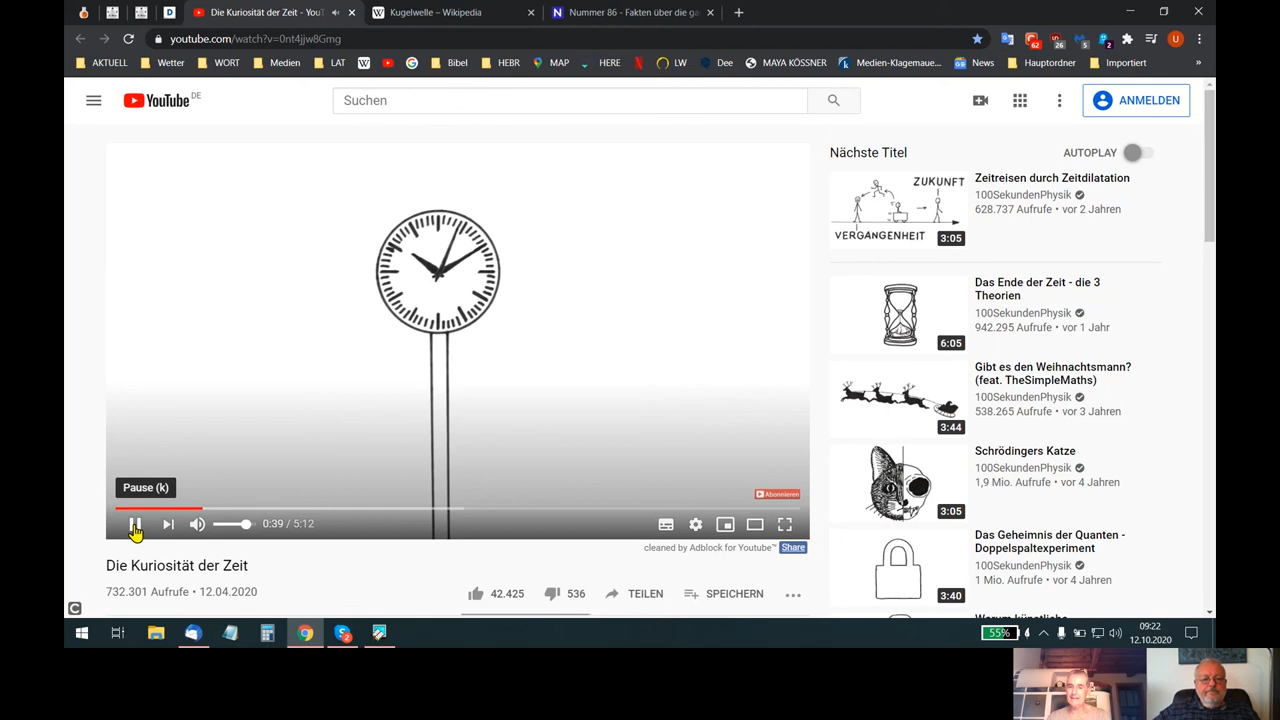 Die Kuriosität der Zeit - YouT
Kugelwelle – Wikipedia
Nummer 86 - Fakten über die ga
youtube.com/watch?v=0nt4jjw8Gmg
62
26
5
2
U
AKTUELL
Wetter
WORT
Medien
LAT
Bibel
HEBR
MAP
HERE
LW
Dee
MAYA KÖSSNER
Medien-Klagemaue...
News
Hauptordner
Importiert
»
YouTube DE
Suchen
ANMELDEN
Nächste Titel
AUTOPLAY
ZUKUNFT
VERGANGENHEIT
3:05
Zeitreisen durch Zeitdilatation
100SekundenPhysik
628.737 Aufrufe • vor 2 Jahren
6:05
Das Ende der Zeit - die 3
Theorien
100SekundenPhysik
942.295 Aufrufe • vor 1 Jahr
3:44
Gibt es den Weihnachtsmann?
(feat. TheSimpleMaths)
100SekundenPhysik
538.265 Aufrufe • vor 3 Jahren
3:05
Schrödingers Katze
100SekundenPhysik
1,9 Mio. Aufrufe • vor 4 Jahren
3:40
Das Geheimnis der Quanten -
Doppelspaltexperiment
100SekundenPhysik
1 Mio. Aufrufe • vor 4 Jahren
Pause (k)
Abonnieren
0:39 / 5:12
cleaned by Adblock for Youtube™ Share
Die Kuriosität der Zeit
732.301 Aufrufe • 12.04.2020
42.425
536
TEILEN
SPEICHERN
55%
09:22
12.10.2020